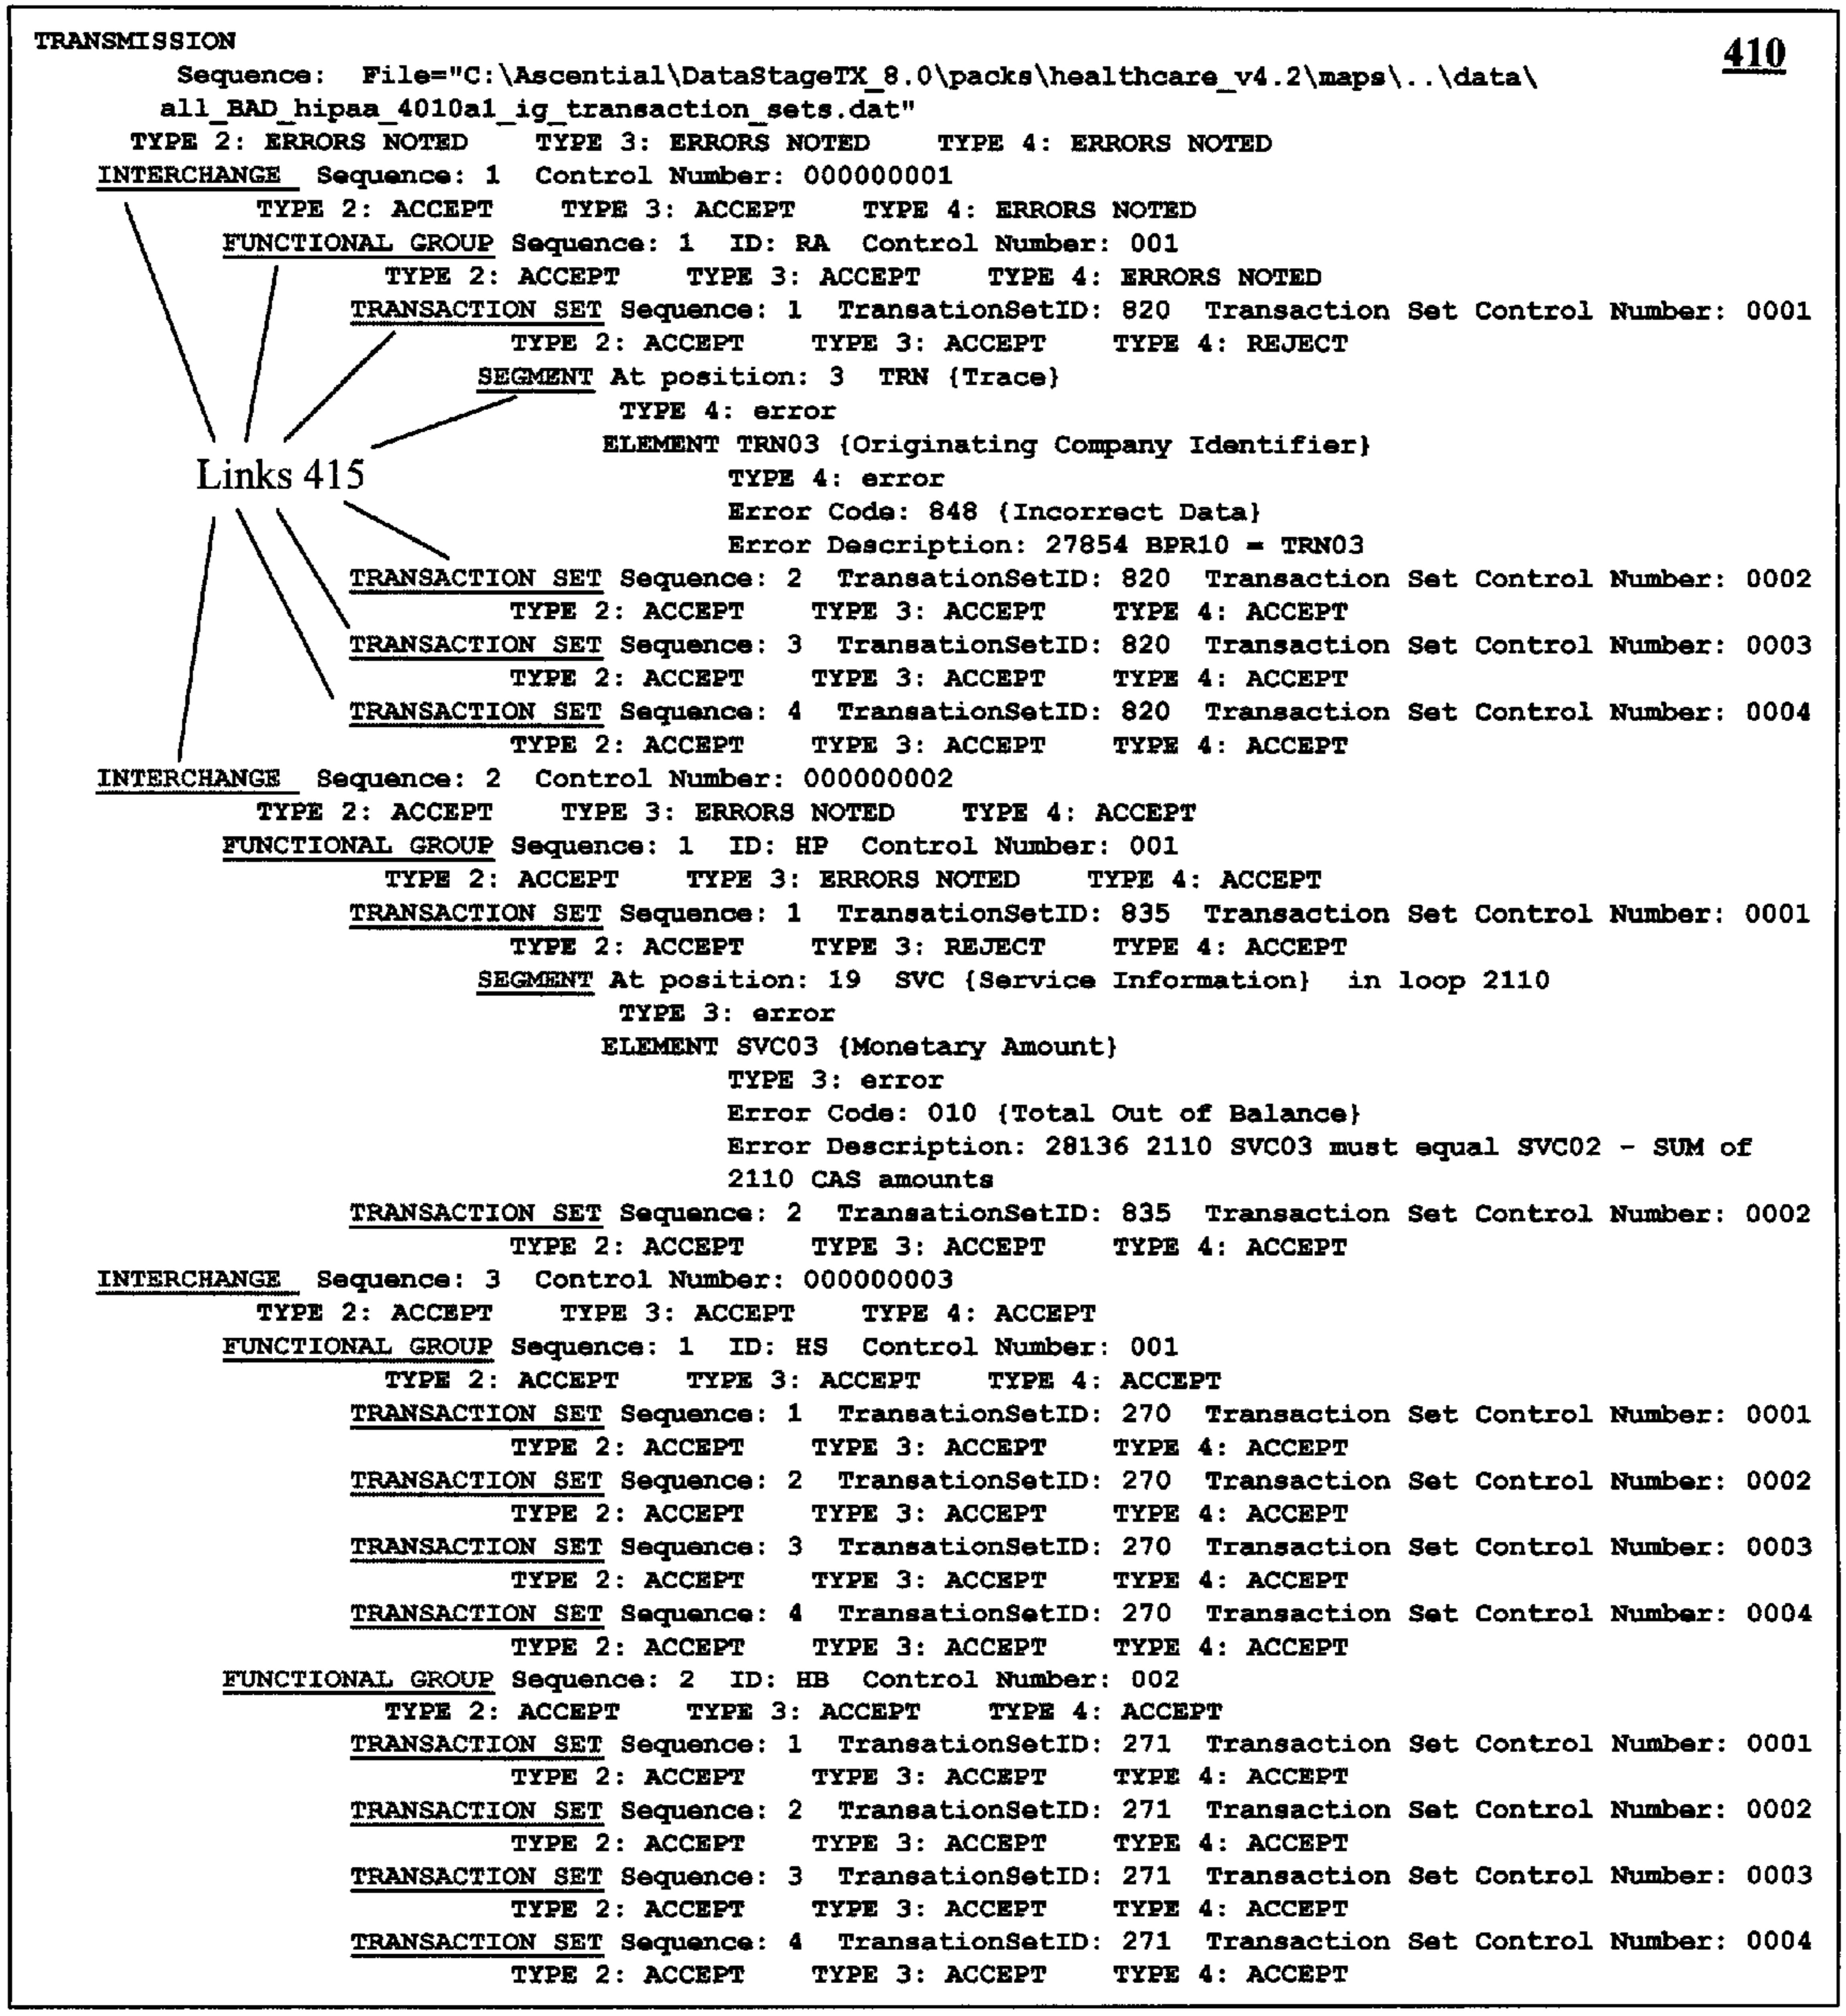 TRANSMISSION
410
Sequence: File="C:\Ascential\DataStageTX_8.0\packs\healthcare_v4.2\maps\..\data\
all_BAD_hipaa_4010a1_ig_transaction_sets.dat"
TYPE 2: ERRORS NOTED TYPE 3: ERRORS NOTED TYPE 4: ERRORS NOTED
INTERCHANGE Sequence: 1 Control Number: 000000001
TYPE 2: ACCEPT TYPE 3: ACCEPT TYPE 4: ERRORS NOTED
FUNCTIONAL GROUP Sequence: 1 ID: RA Control Number: 001
TYPE 2: ACCEPT TYPE 3: ACCEPT TYPE 4: ERRORS NOTED
TRANSACTION SET Sequence: 1 TransationSetID: 820 Transaction Set Control Number: 0001
TYPE 2: ACCEPT TYPE 3: ACCEPT TYPE 4: REJECT
SEGMENT At position: 3 TRN {Trace}
TYPE 4: error
ELEMENT TRN03 {Originating Company Identifier}
Links 415
TYPE 4: error
Error Code: 848 {Incorrect Data}
Error Description: 27854 BPR10 = TRN03
TRANSACTION SET Sequence: 2 TransationSetID: 820 Transaction Set Control Number: 0002
TYPE 2: ACCEPT TYPE 3: ACCEPT TYPE 4: ACCEPT
TRANSACTION SET Sequence: 3 TransationSetID: 820 Transaction Set Control Number: 0003
TYPE 2: ACCEPT TYPE 3: ACCEPT TYPE 4: ACCEPT
TRANSACTION SET Sequence: 4 TransationSetID: 820 Transaction Set Control Number: 0004
TYPE 2: ACCEPT TYPE 3: ACCEPT TYPE 4: ACCEPT
INTERCHANGE Sequence: 2 Control Number: 000000002
TYPE 2: ACCEPT TYPE 3: ERRORS NOTED TYPE 4: ACCEPT
FUNCTIONAL GROUP Sequence: 1 ID: HP Control Number: 001
TYPE 2: ACCEPT TYPE 3: ERRORS NOTED TYPE 4: ACCEPT
TRANSACTION SET Sequence: 1 TransationSetID: 835 Transaction Set Control Number: 0001
TYPE 2: ACCEPT TYPE 3: REJECT TYPE 4: ACCEPT
SEGMENT At position: 19 SVC {Service Information} in loop 2110
TYPE 3: error
ELEMENT SVC03 {Monetary Amount}
TYPE 3: error
Error Code: 010 {Total Out of Balance}
Error Description: 28136 2110 SVC03 must equal SVC02 - SUM of
2110 CAS amounts
TRANSACTION SET Sequence: 2 TransationSetID: 835 Transaction Set Control Number: 0002
TYPE 2: ACCEPT TYPE 3: ACCEPT TYPE 4: ACCEPT
INTERCHANGE Sequence: 3 Control Number: 000000003
TYPE 2: ACCEPT TYPE 3: ACCEPT TYPE 4: ACCEPT
FUNCTIONAL GROUP Sequence: 1 ID: HS Control Number: 001
TYPE 2: ACCEPT TYPE 3: ACCEPT TYPE 4: ACCEPT
TRANSACTION SET Sequence: 1 TransationSetID: 270 Transaction Set Control Number: 0001
TYPE 2: ACCEPT TYPE 3: ACCEPT TYPE 4: ACCEPT
TRANSACTION SET Sequence: 2 TransationSetID: 270 Transaction Set Control Number: 0002
TYPE 2: ACCEPT TYPE 3: ACCEPT TYPE 4: ACCEPT
TRANSACTION SET Sequence: 3 TransationSetID: 270 Transaction Set Control Number: 0003
TYPE 2: ACCEPT TYPE 3: ACCEPT TYPE 4: ACCEPT
TRANSACTION SET Sequence: 4 TransationSetID: 270 Transaction Set Control Number: 0004
TYPE 2: ACCEPT TYPE 3: ACCEPT TYPE 4: ACCEPT
FUNCTIONAL GROUP Sequence: 2 ID: HB Control Number: 002
TYPE 2: ACCEPT TYPE 3: ACCEPT TYPE 4: ACCEPT
TRANSACTION SET Sequence: 1 TransationSetID: 271 Transaction Set Control Number: 0001
TYPE 2: ACCEPT TYPE 3: ACCEPT TYPE 4: ACCEPT
TRANSACTION SET Sequence: 2 TransationSetID: 271 Transaction Set Control Number: 0002
TYPE 2: ACCEPT TYPE 3: ACCEPT TYPE 4: ACCEPT
TRANSACTION SET Sequence: 3 TransationSetID: 271 Transaction Set Control Number: 0003
TYPE 2: ACCEPT TYPE 3: ACCEPT TYPE 4: ACCEPT
TRANSACTION SET Sequence: 4 TransationSetID: 271 Transaction Set Control Number: 0004
TYPE 2: ACCEPT TYPE 3: ACCEPT TYPE 4: ACCEPT